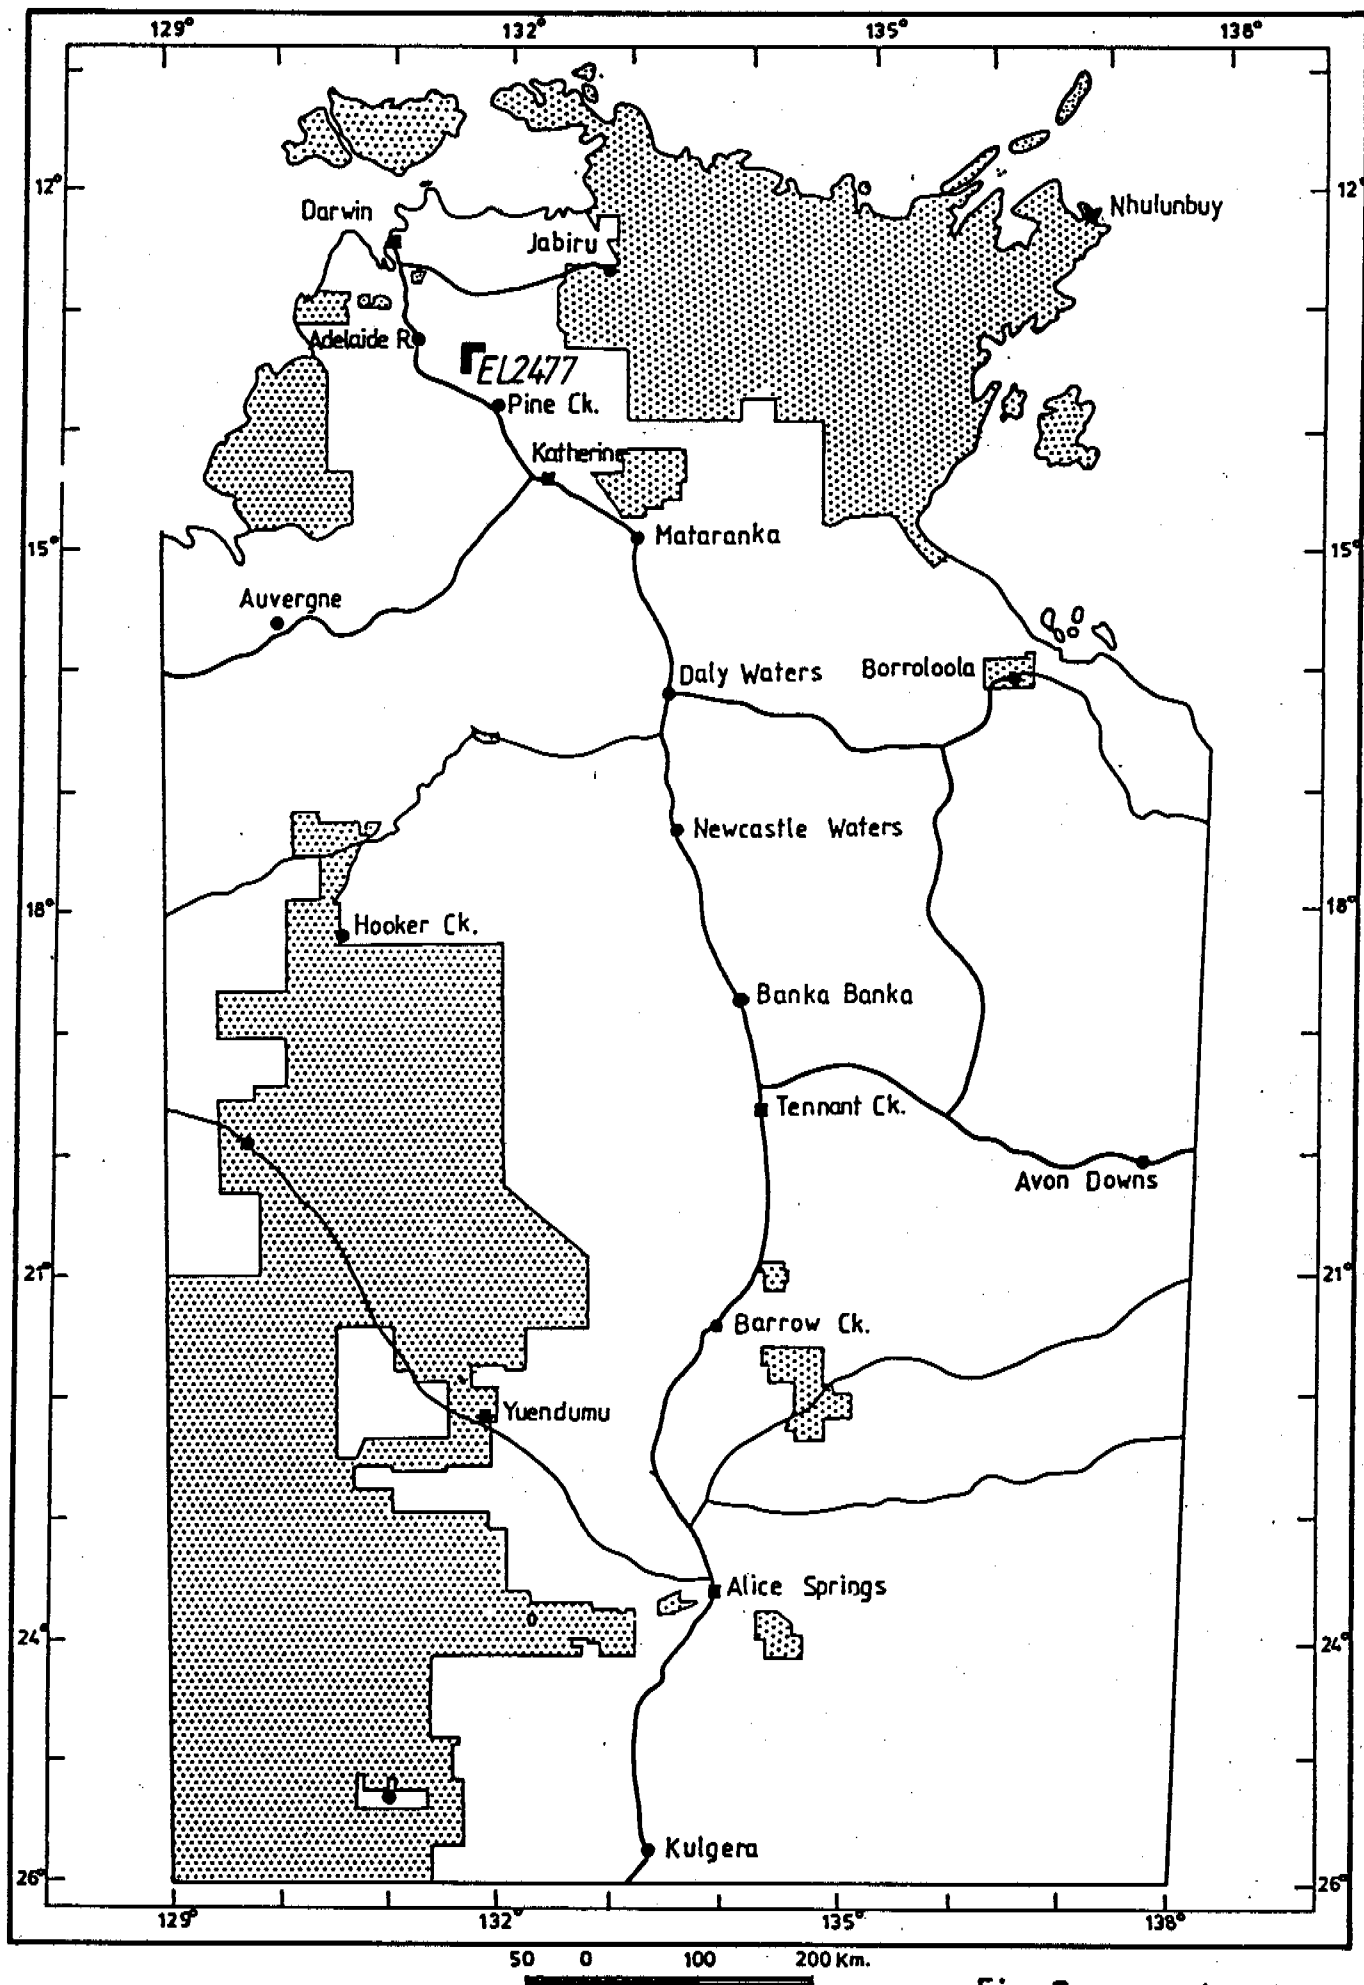 129° 132° 135° 138°
12° 12°
Darwin
Nhulunbuy
Jabiru
Adelaide R.
EL2477
Pine Ck.
Katherine
Mataranka
15° 15°
Auvergne
Daly Waters
Borroloola
Newcastle Waters
18° 18°
Hooker Ck.
Banka Banka
Tennant Ck.
Avon Downs
21° 21°
Barrow Ck.
Yuendumu
Alice Springs
24° 24°
Kulgera
26° 26°
129° 132° 135° 138°
50 0 100 200 Km.